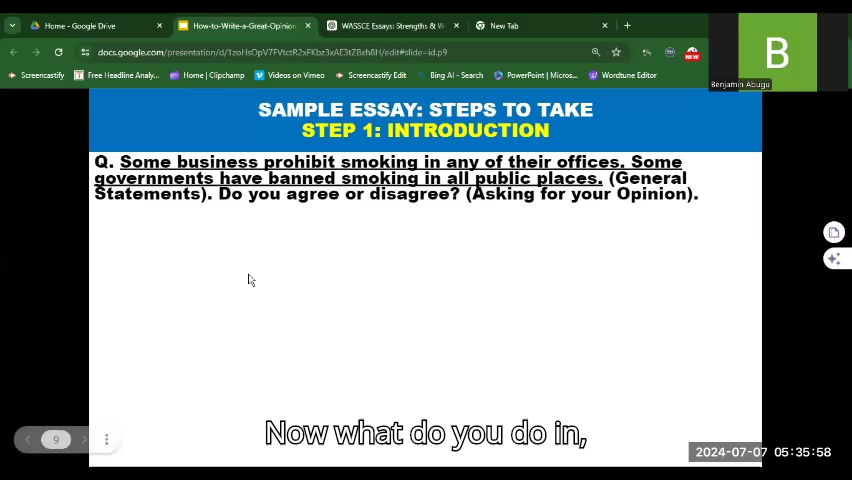 Home - Google Drive
How-to-Write-a-Great-Opinion
WASSCE Essays: Strengths & W
New Tab
docs.google.com/presentation/d/1zoHsOpV7FVtctR2xFKbz3xAE3tZBxh8H/edit#slide=id.p9
NEW
Screencastify
Free Headline Analy...
Home | Clipchamp
Videos on Vimeo
Screencastify Edit
Bing AI - Search
PowerPoint | Micros...
Wordtune Editor
B
Benjamin Abugu
SAMPLE ESSAY: STEPS TO TAKE
STEP 1: INTRODUCTION
Q. Some business prohibit smoking in any of their offices. Some
governments have banned smoking in all public places. (General
Statements). Do you agree or disagree? (Asking for your Opinion).
9
Now what do you do in,
2024-07-07 05:35:58